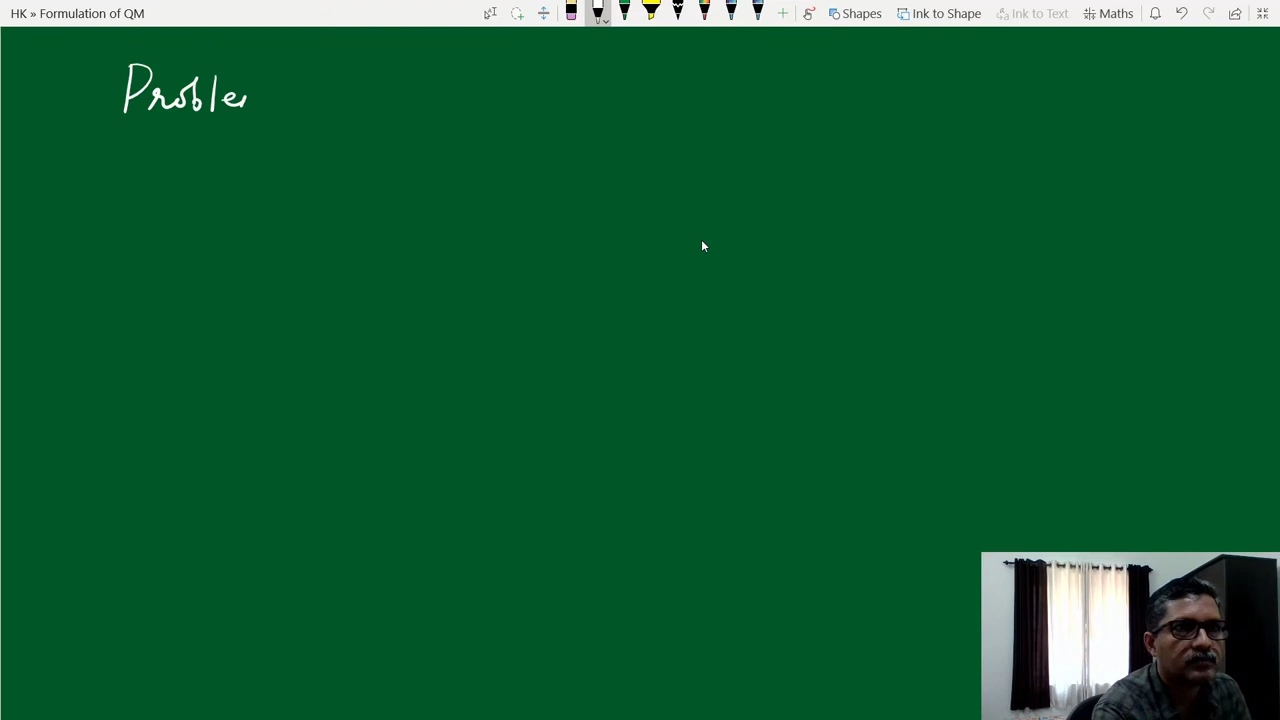 HK » Formulation of QM
Shapes
Ink to Shape
Ink to Text
Maths
Proble